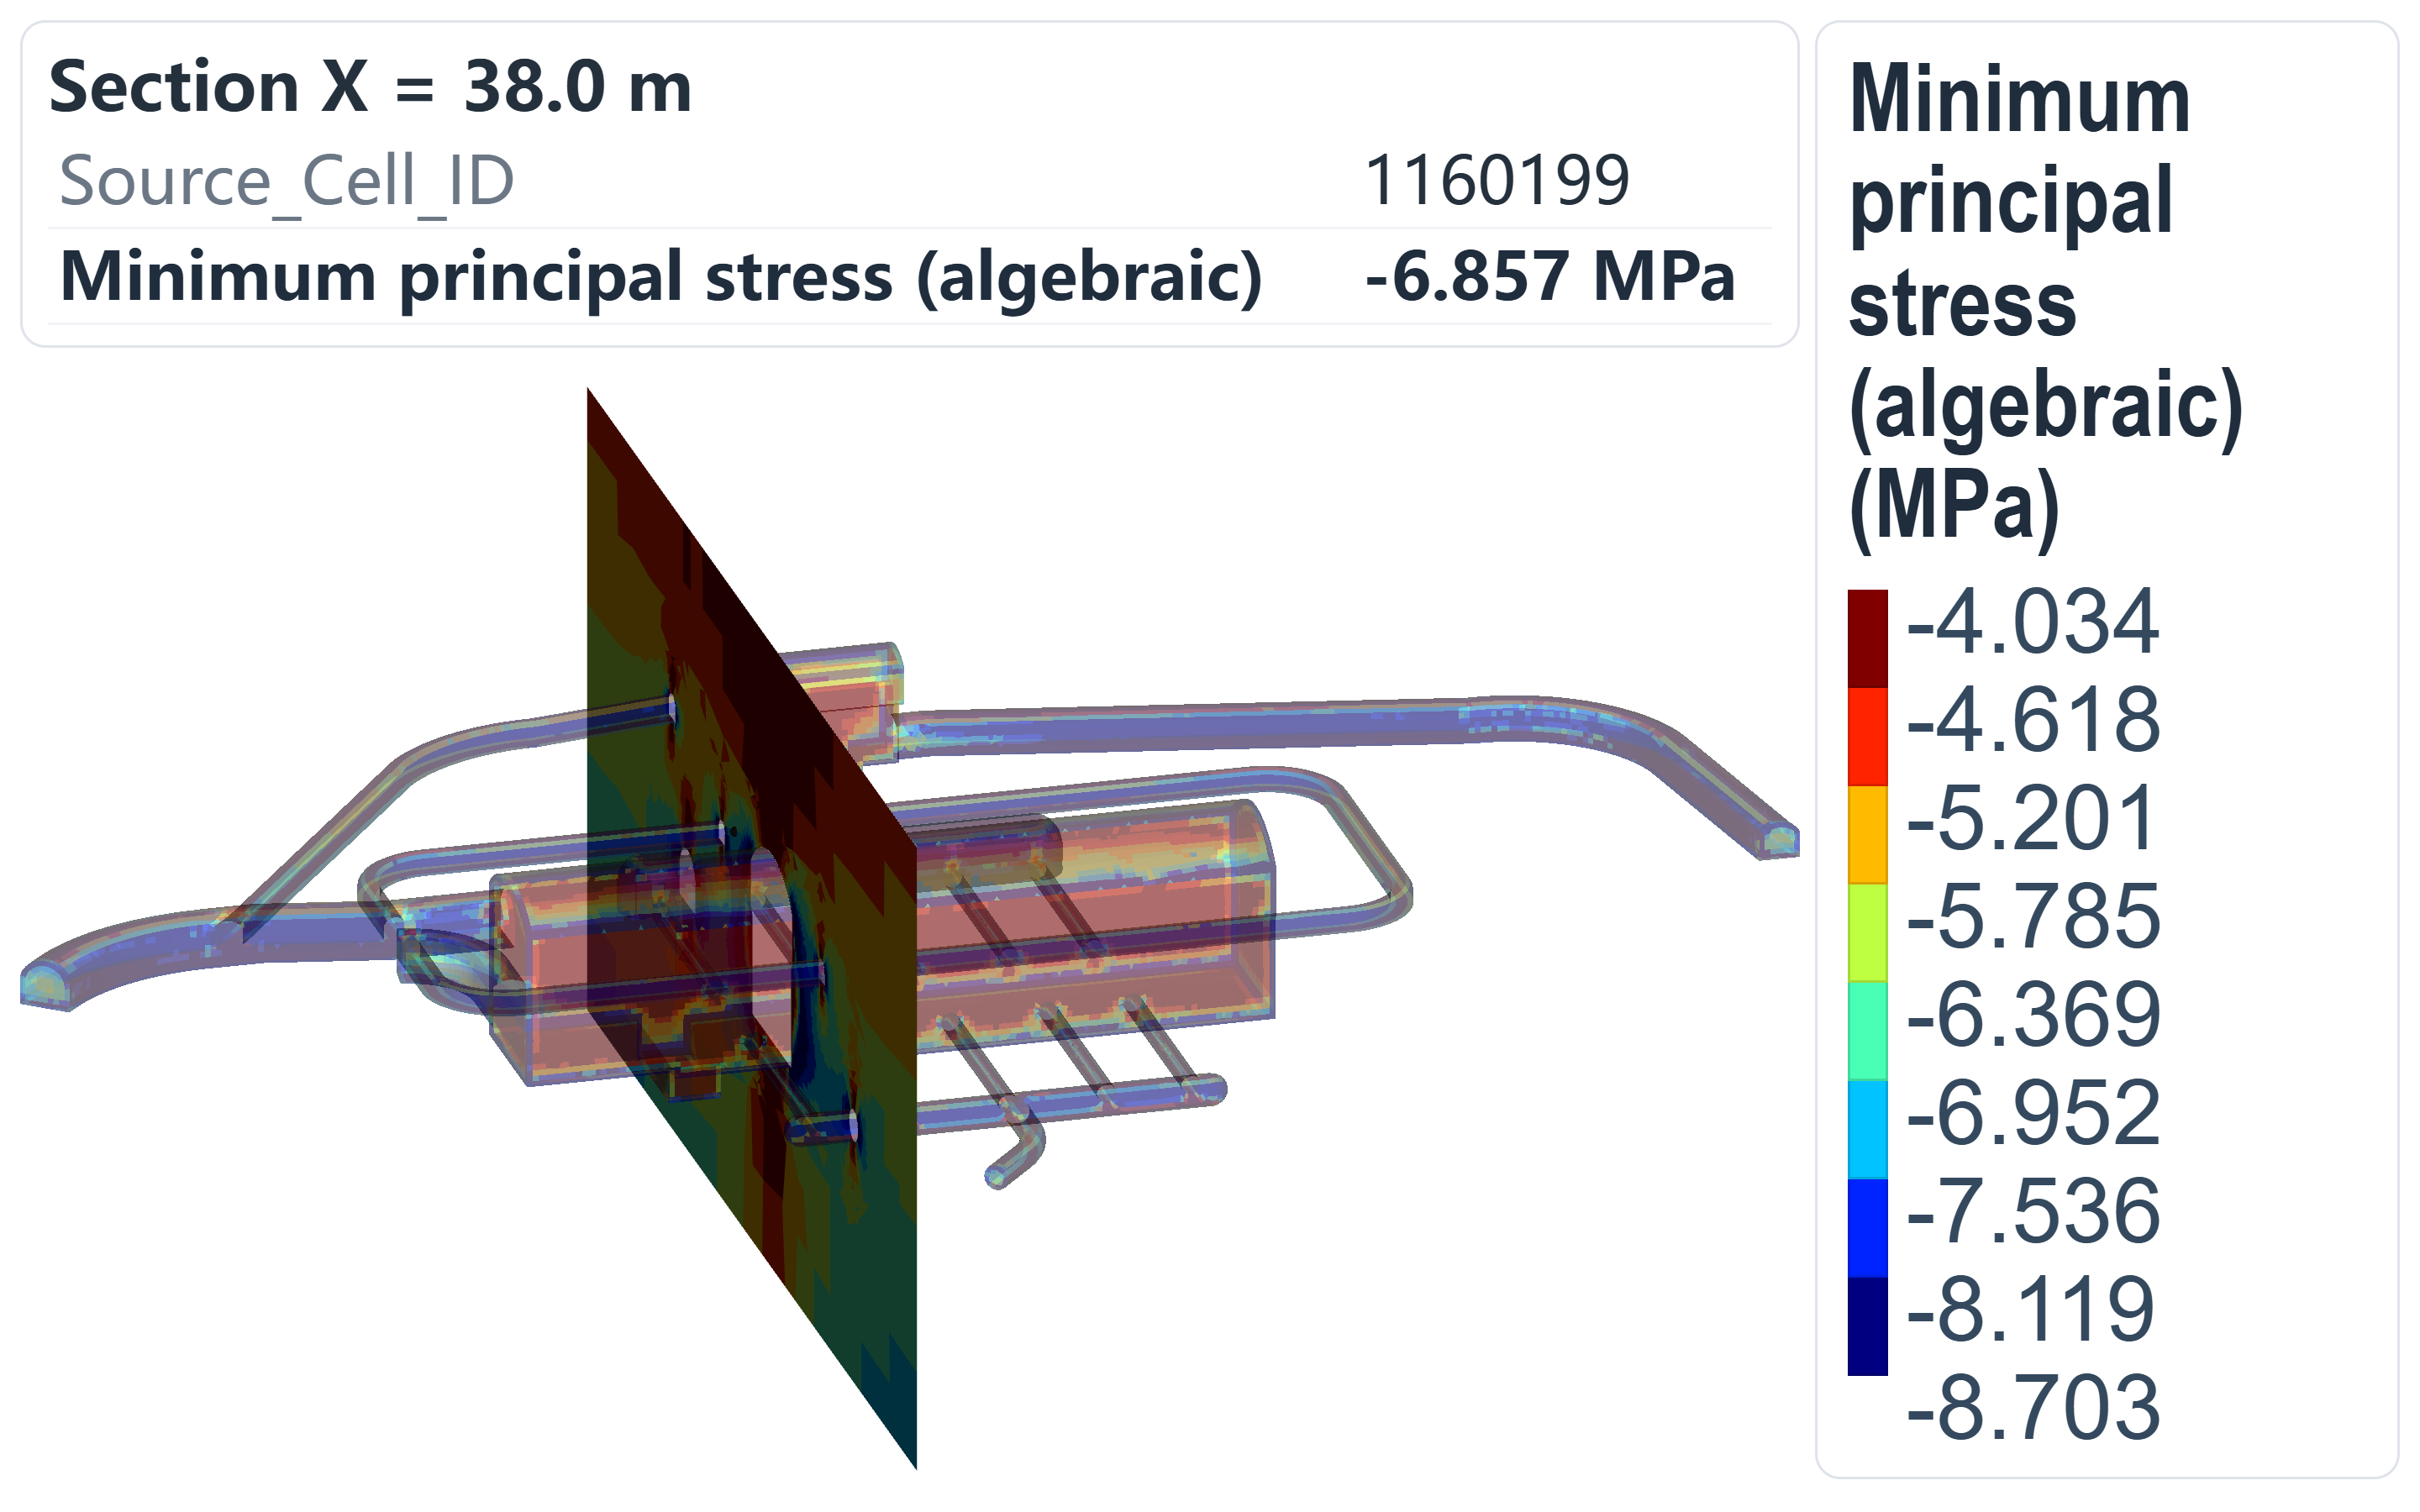 Section X = 38.0 m
Source_Cell_ID 1160199
Minimum principal stress (algebraic) -6.857 MPa
Minimum
principal
stress
(algebraic)
(MPa)
-4.034
-4.618
-5.201
-5.785
-6.369
-6.952
-7.536
-8.119
-8.703